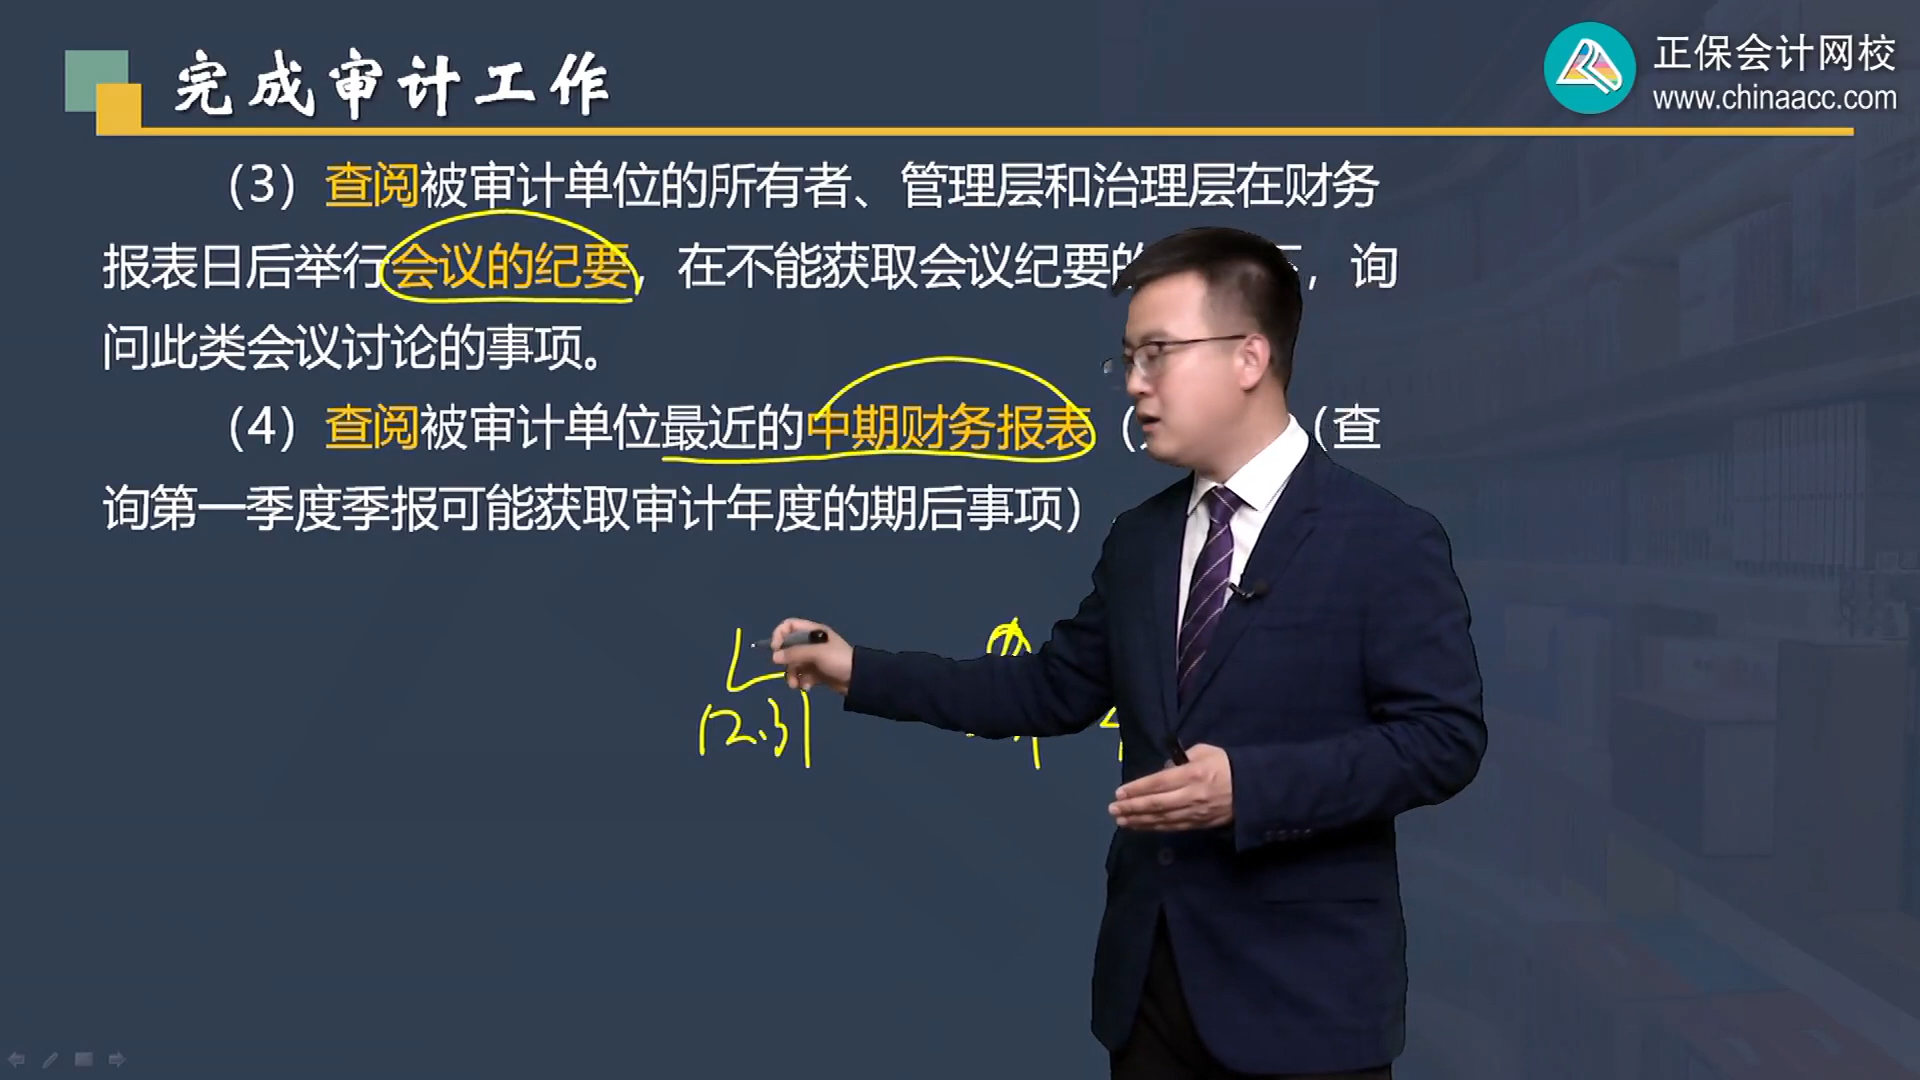 完成审计工作
正保会计网校
www.chinaacc.com
（3）查阅被审计单位的所有者、管理层和治理层在财务
报表日后举行会议的纪要，在不能获取会议纪要的，询
问此类会议讨论的事项。
（4）查阅被审计单位最近的中期财务报表（（查
询第一季度季报可能获取审计年度的期后事项）
12.31